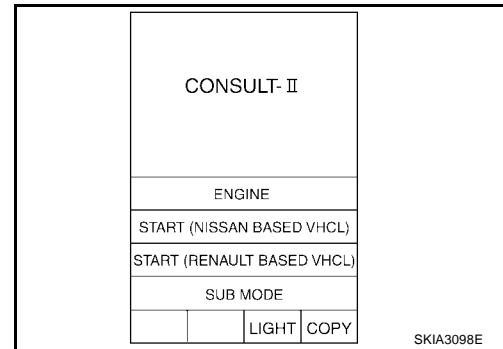 CONSULT-Ⅱ
ENGINE
START (NISSAN BASED VHCL)
START (RENAULT BASED VHCL)
SUB MODE
LIGHT COPY
SKIA3098E